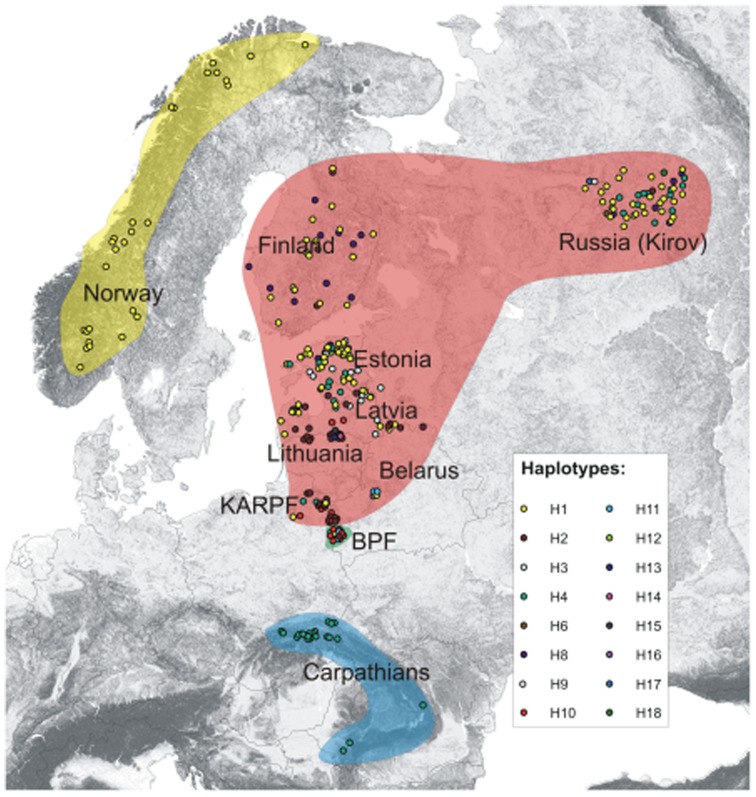 Finland
Russia (Kirov)
Norway
Estonia
Latvia
Lithuania
Belarus
KARPF
BPF
Carpathians
Haplotypes:
H1 H11
H2 H12
H3 H13
H4 H14
H6 H15
H8 H16
H9 H17
H10 H18